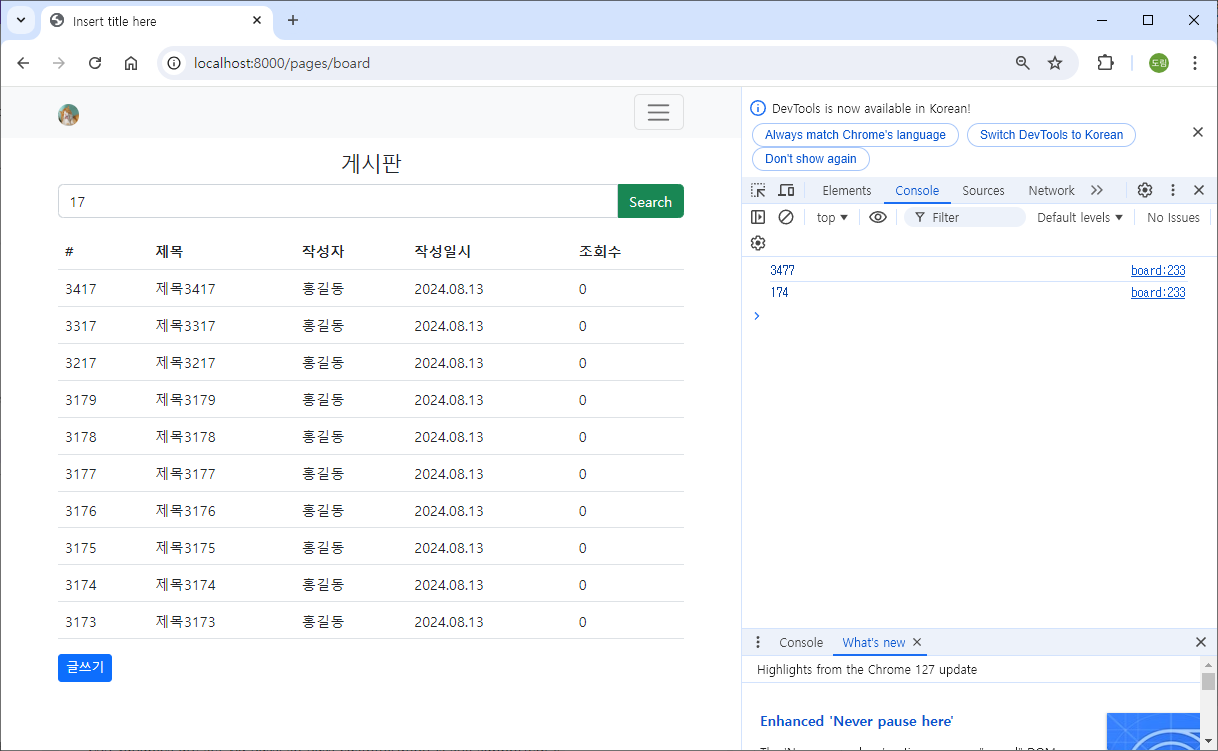 Insert title here
localhost:8000/pages/board
도림
게시판
17 Search
# 제목 작성자 작성일시 조회수
3417 제목3417 홍길동 2024.08.13 0
3317 제목3317 홍길동 2024.08.13 0
3217 제목3217 홍길동 2024.08.13 0
3179 제목3179 홍길동 2024.08.13 0
3178 제목3178 홍길동 2024.08.13 0
3177 제목3177 홍길동 2024.08.13 0
3176 제목3176 홍길동 2024.08.13 0
3175 제목3175 홍길동 2024.08.13 0
3174 제목3174 홍길동 2024.08.13 0
3173 제목3173 홍길동 2024.08.13 0
글쓰기
DevTools is now available in Korean!
Always match Chrome's language Switch DevTools to Korean
Don't show again
Elements Console Sources Network
top Filter Default levels No Issues
3477 board:233
174 board:233
Console What's new
Highlights from the Chrome 127 update
Enhanced 'Never pause here'